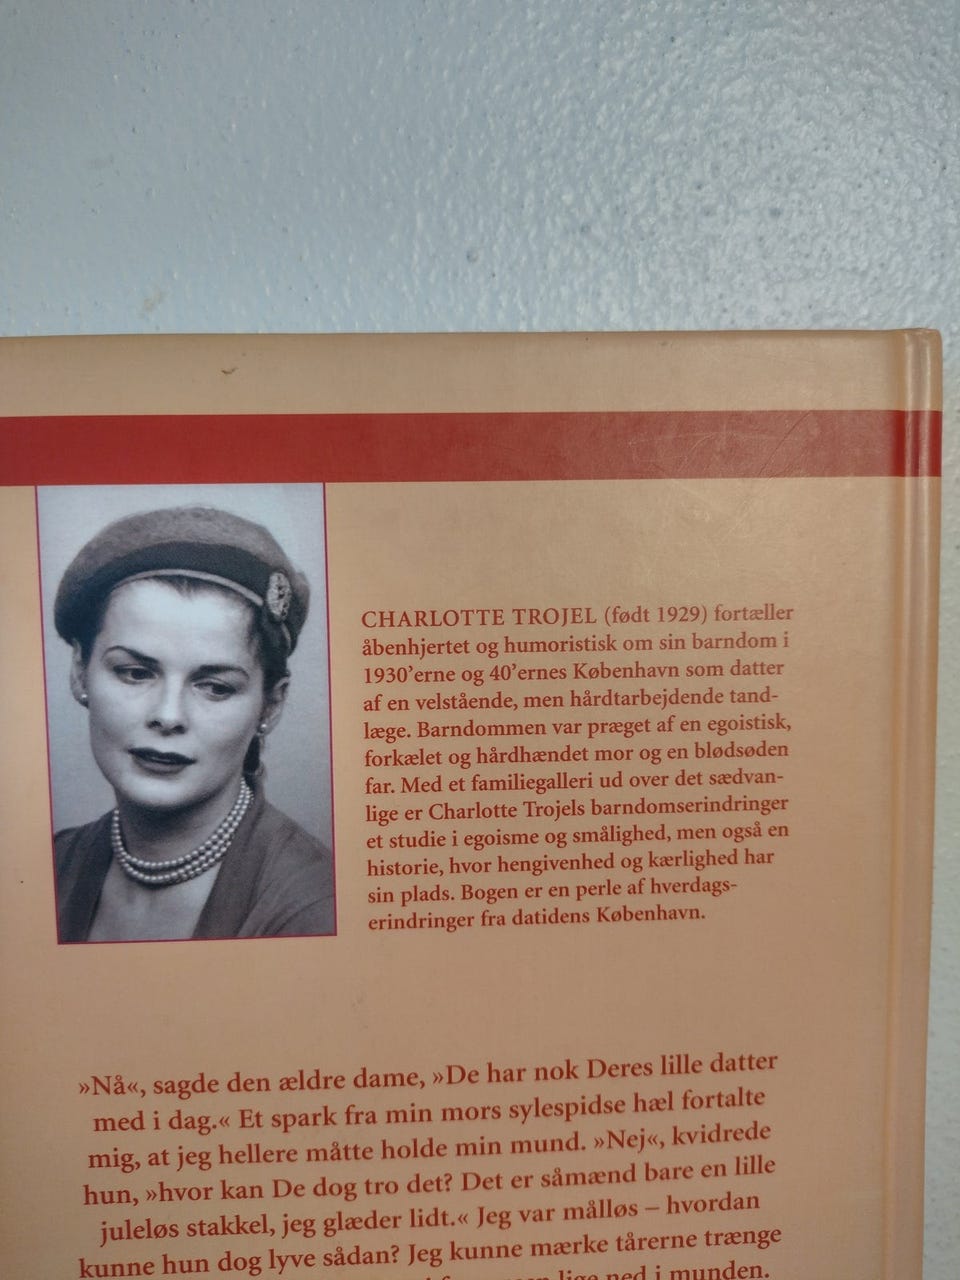 CHARLOTTE TROJEL (født 1929) fortæller
åbenhjertet og humoristisk om sin barndom i
1930’erne og 40’ernes København som datter
af en velstående, men hårdtarbejdende tand-
læge. Barndommen var præget af en egoistisk,
forkælet og hårdhændet mor og en blødsøden
far. Med et familiegalleri ud over det sædvan-
lige er Charlotte Trojels barndomserindringer
et studie i egoisme og smålighed, men også en
historie, hvor hengivenhed og kærlighed har
sin plads. Bogen er en perle af hverdags-
erindringer fra datidens København.
»Nå«, sagde den ældre dame, »De har nok Deres lille datter
med i dag.« Et spark fra min mors sylespidse hæl fortalte
mig, at jeg hellere måtte holde min mund. »Nej«, kvidrede
hun, »hvor kan De dog tro det? Det er såmænd bare en lille
juleløs stakkel, jeg glæder lidt.« Jeg var målløs – hvordan
kunne hun dog lyve sådan? Jeg kunne mærke tårerne trænge
lige ned i munden.